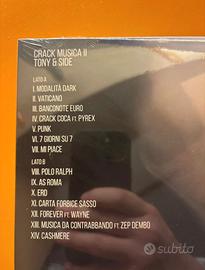 CRACK MUSICA II
TONY & SIDE
LATO A
I. MODALITÀ DARK
II. VATICANO
III. BANCONOTE EURO
IV. CRACK COCA FT. PYREX
V. PUNK
VI. 7 GIORNI SU 7
VII. MI PIACE
LATO B
VIII. POLO RALPH
IX. AS ROMA
X. ERD
XI. CARTA FORBICE SASSO
XII. FOREVER FT. WAYNE
XIII. MUSICA DA CONTRABBANDO FT. ZEP DEMBO
XIV. CASHMERE
subito